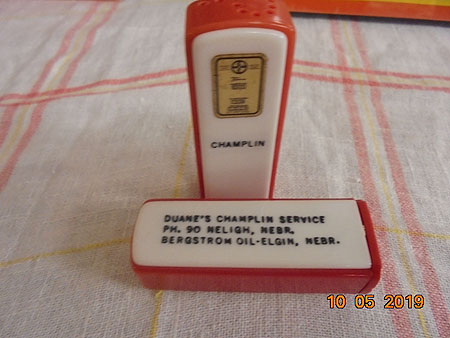 CHAMPLIN
DUANE'S CHAMPLIN SERVICE
PH. 90 NELIGH, NEBR.
BERGSTROM OIL-ELGIN, NEBR.
10 05 2019